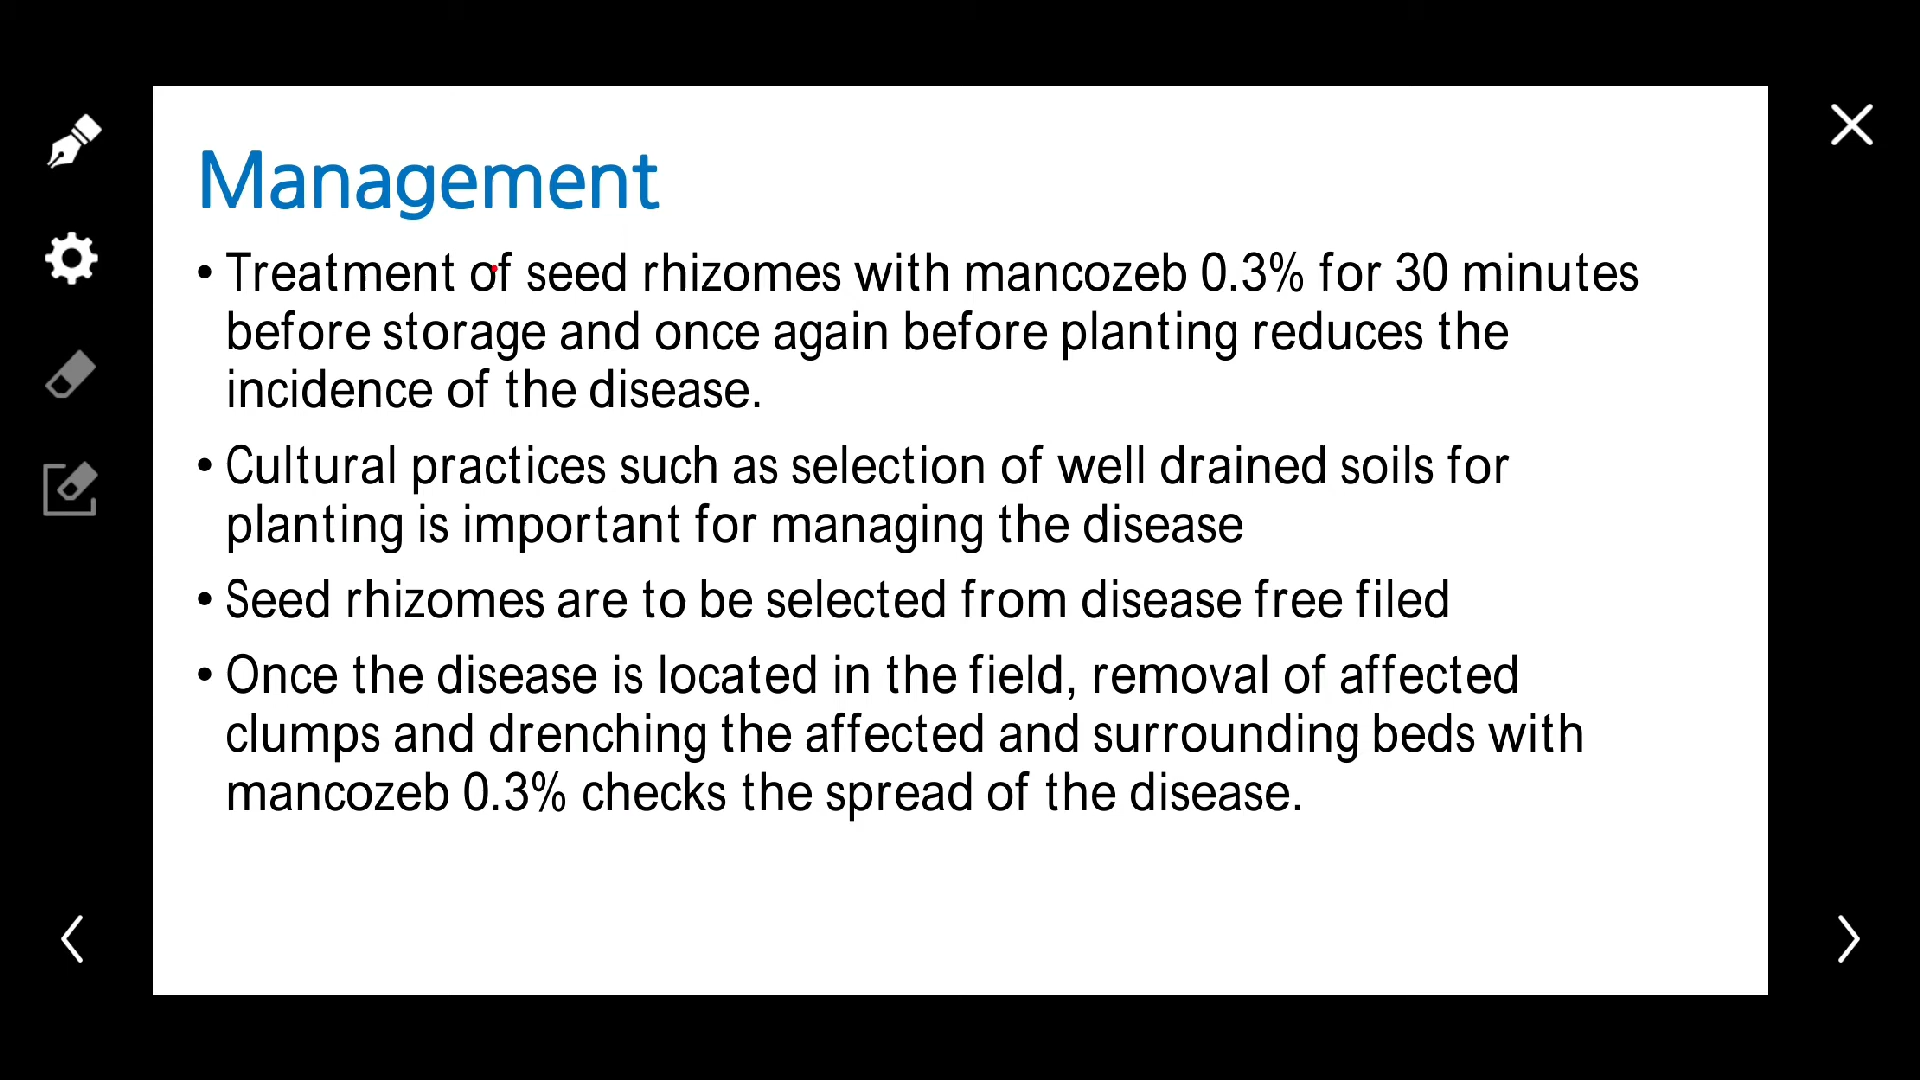 Management
• Treatment of seed rhizomes with mancozeb 0.3% for 30 minutes
before storage and once again before planting reduces the
incidence of the disease.
• Cultural practices such as selection of well drained soils for
planting is important for managing the disease
• Seed rhizomes are to be selected from disease free filed
• Once the disease is located in the field, removal of affected
clumps and drenching the affected and surrounding beds with
mancozeb 0.3% checks the spread of the disease.